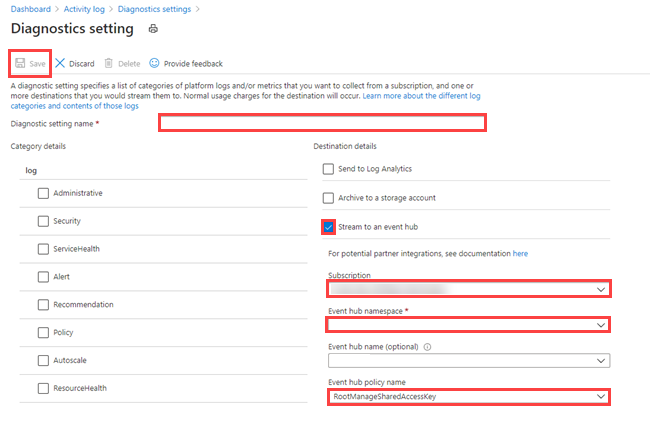 Dashboard > Activity log > Diagnostics settings >
Diagnostics setting
Save Discard Delete Provide feedback
A diagnostic setting specifies a list of categories of platform logs and/or metrics that you want to collect from a subscription, and one or
more destinations that you would stream them to. Normal usage charges for the destination will occur. Learn more about the different log
categories and contents of those logs
Diagnostic setting name *
Category details
log
Administrative
Security
ServiceHealth
Alert
Recommendation
Policy
Autoscale
ResourceHealth
Destination details
Send to Log Analytics
Archive to a storage account
Stream to an event hub
For potential partner integrations, see documentation here
Subscription
Event hub namespace *
Event hub name (optional)
Event hub policy name
RootManageSharedAccessKey